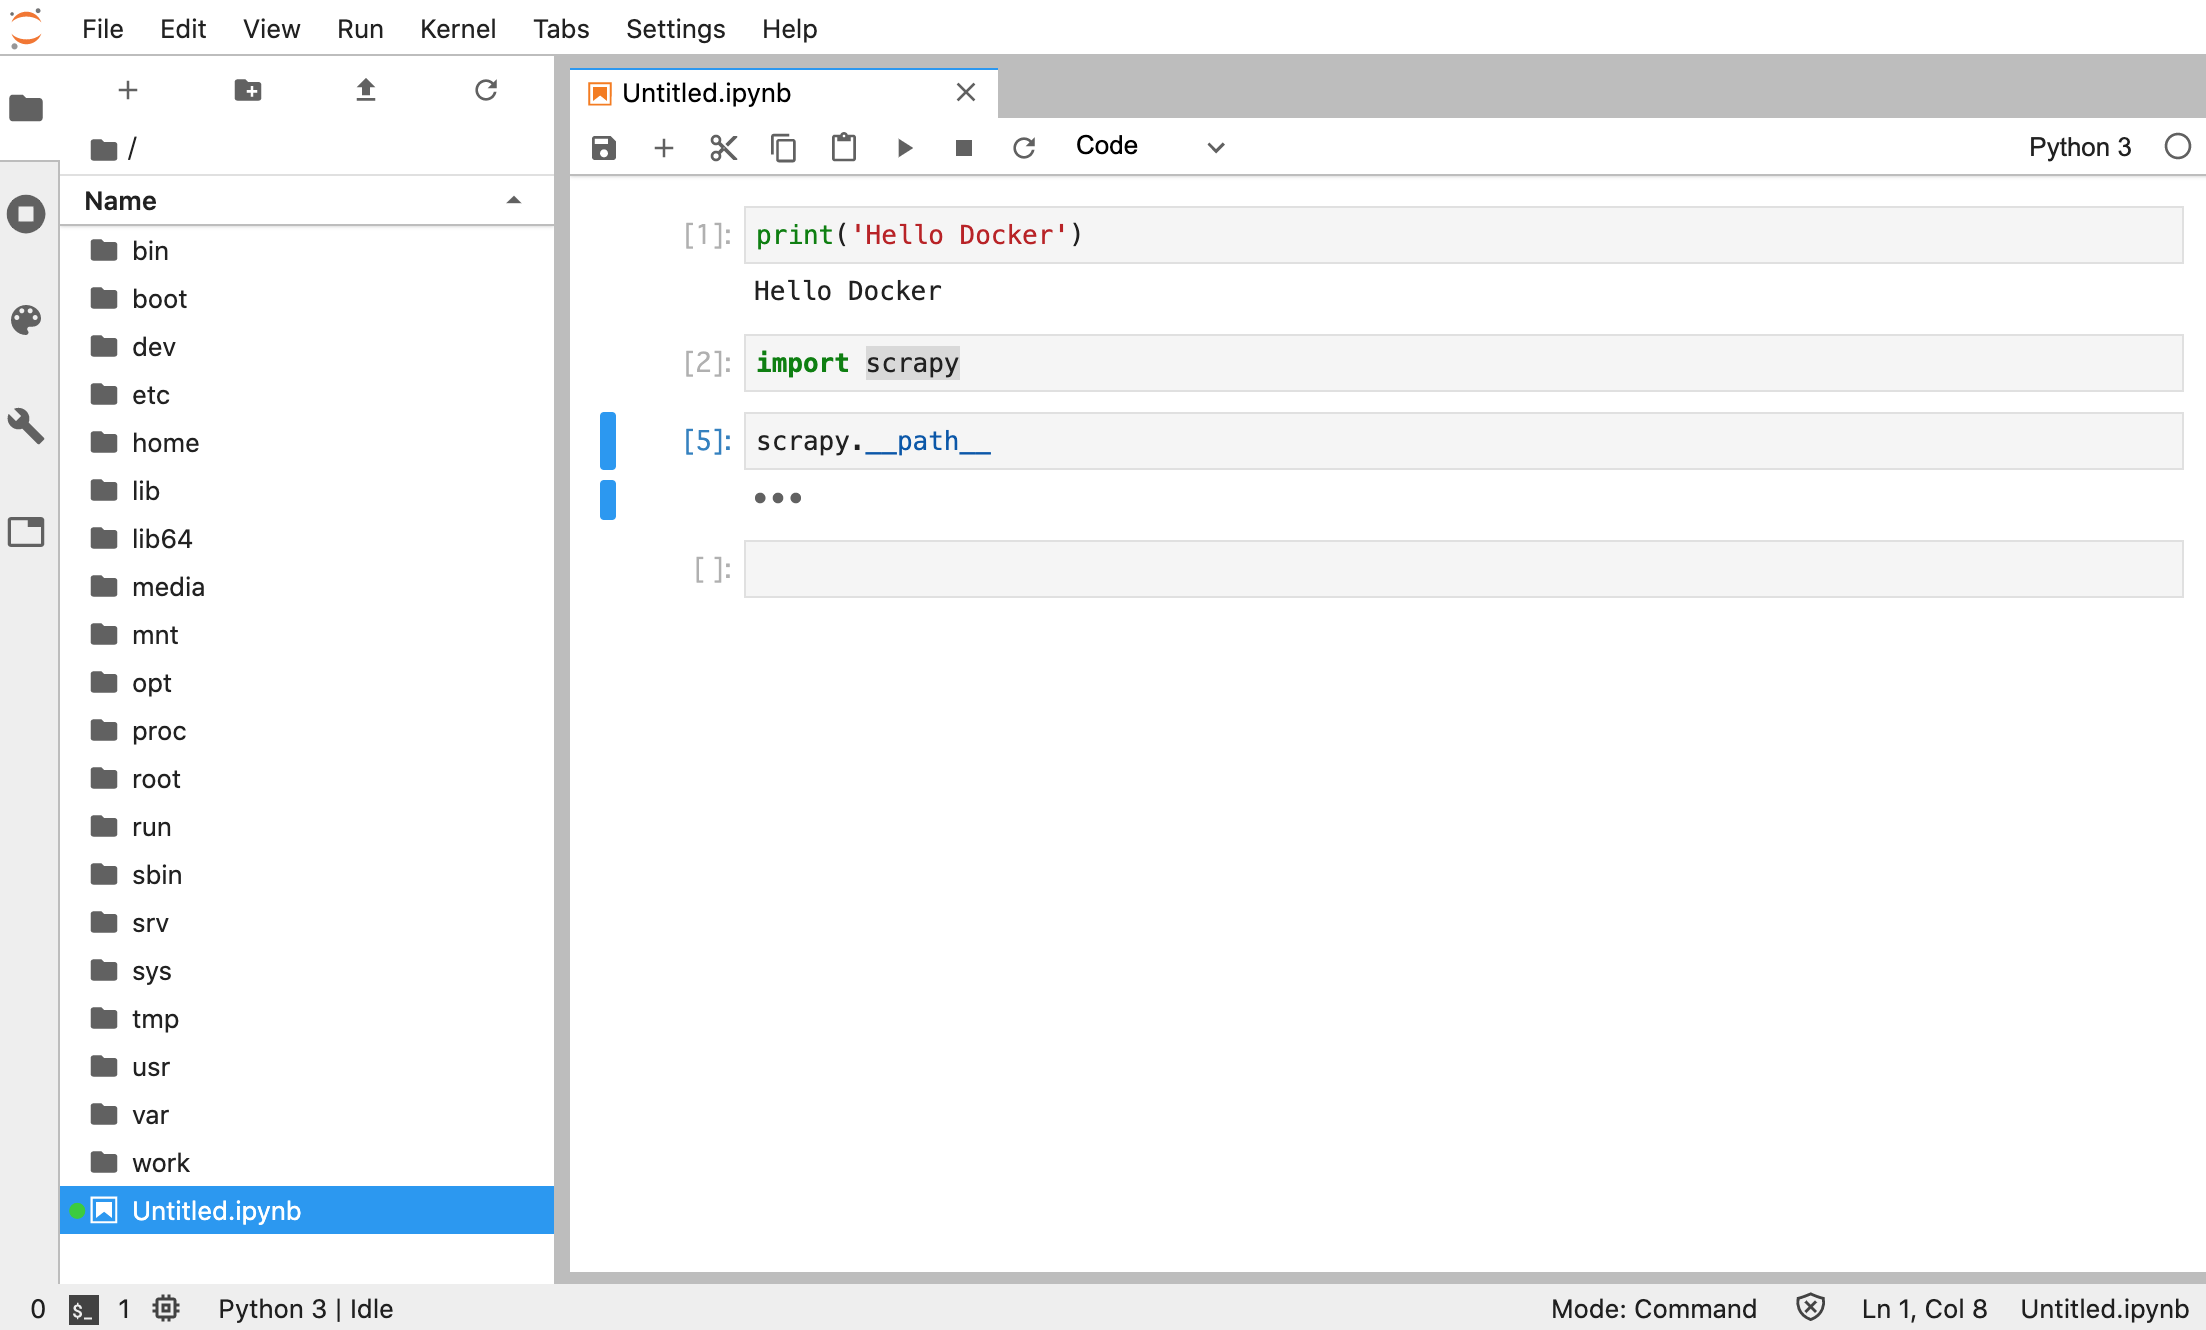 File Edit View Run Kernel Tabs Settings Help
/
Name
bin
boot
dev
etc
home
lib
lib64
media
mnt
opt
proc
root
run
sbin
srv
sys
tmp
usr
var
work
Untitled.ipynb
Untitled.ipynb
Code
Python 3
[1]: print('Hello Docker')
Hello Docker
[2]: import scrapy
[5]: scrapy.__path__
[ ]:
0 $_ 1 Python 3 | Idle
Mode: Command Ln 1, Col 8 Untitled.ipynb